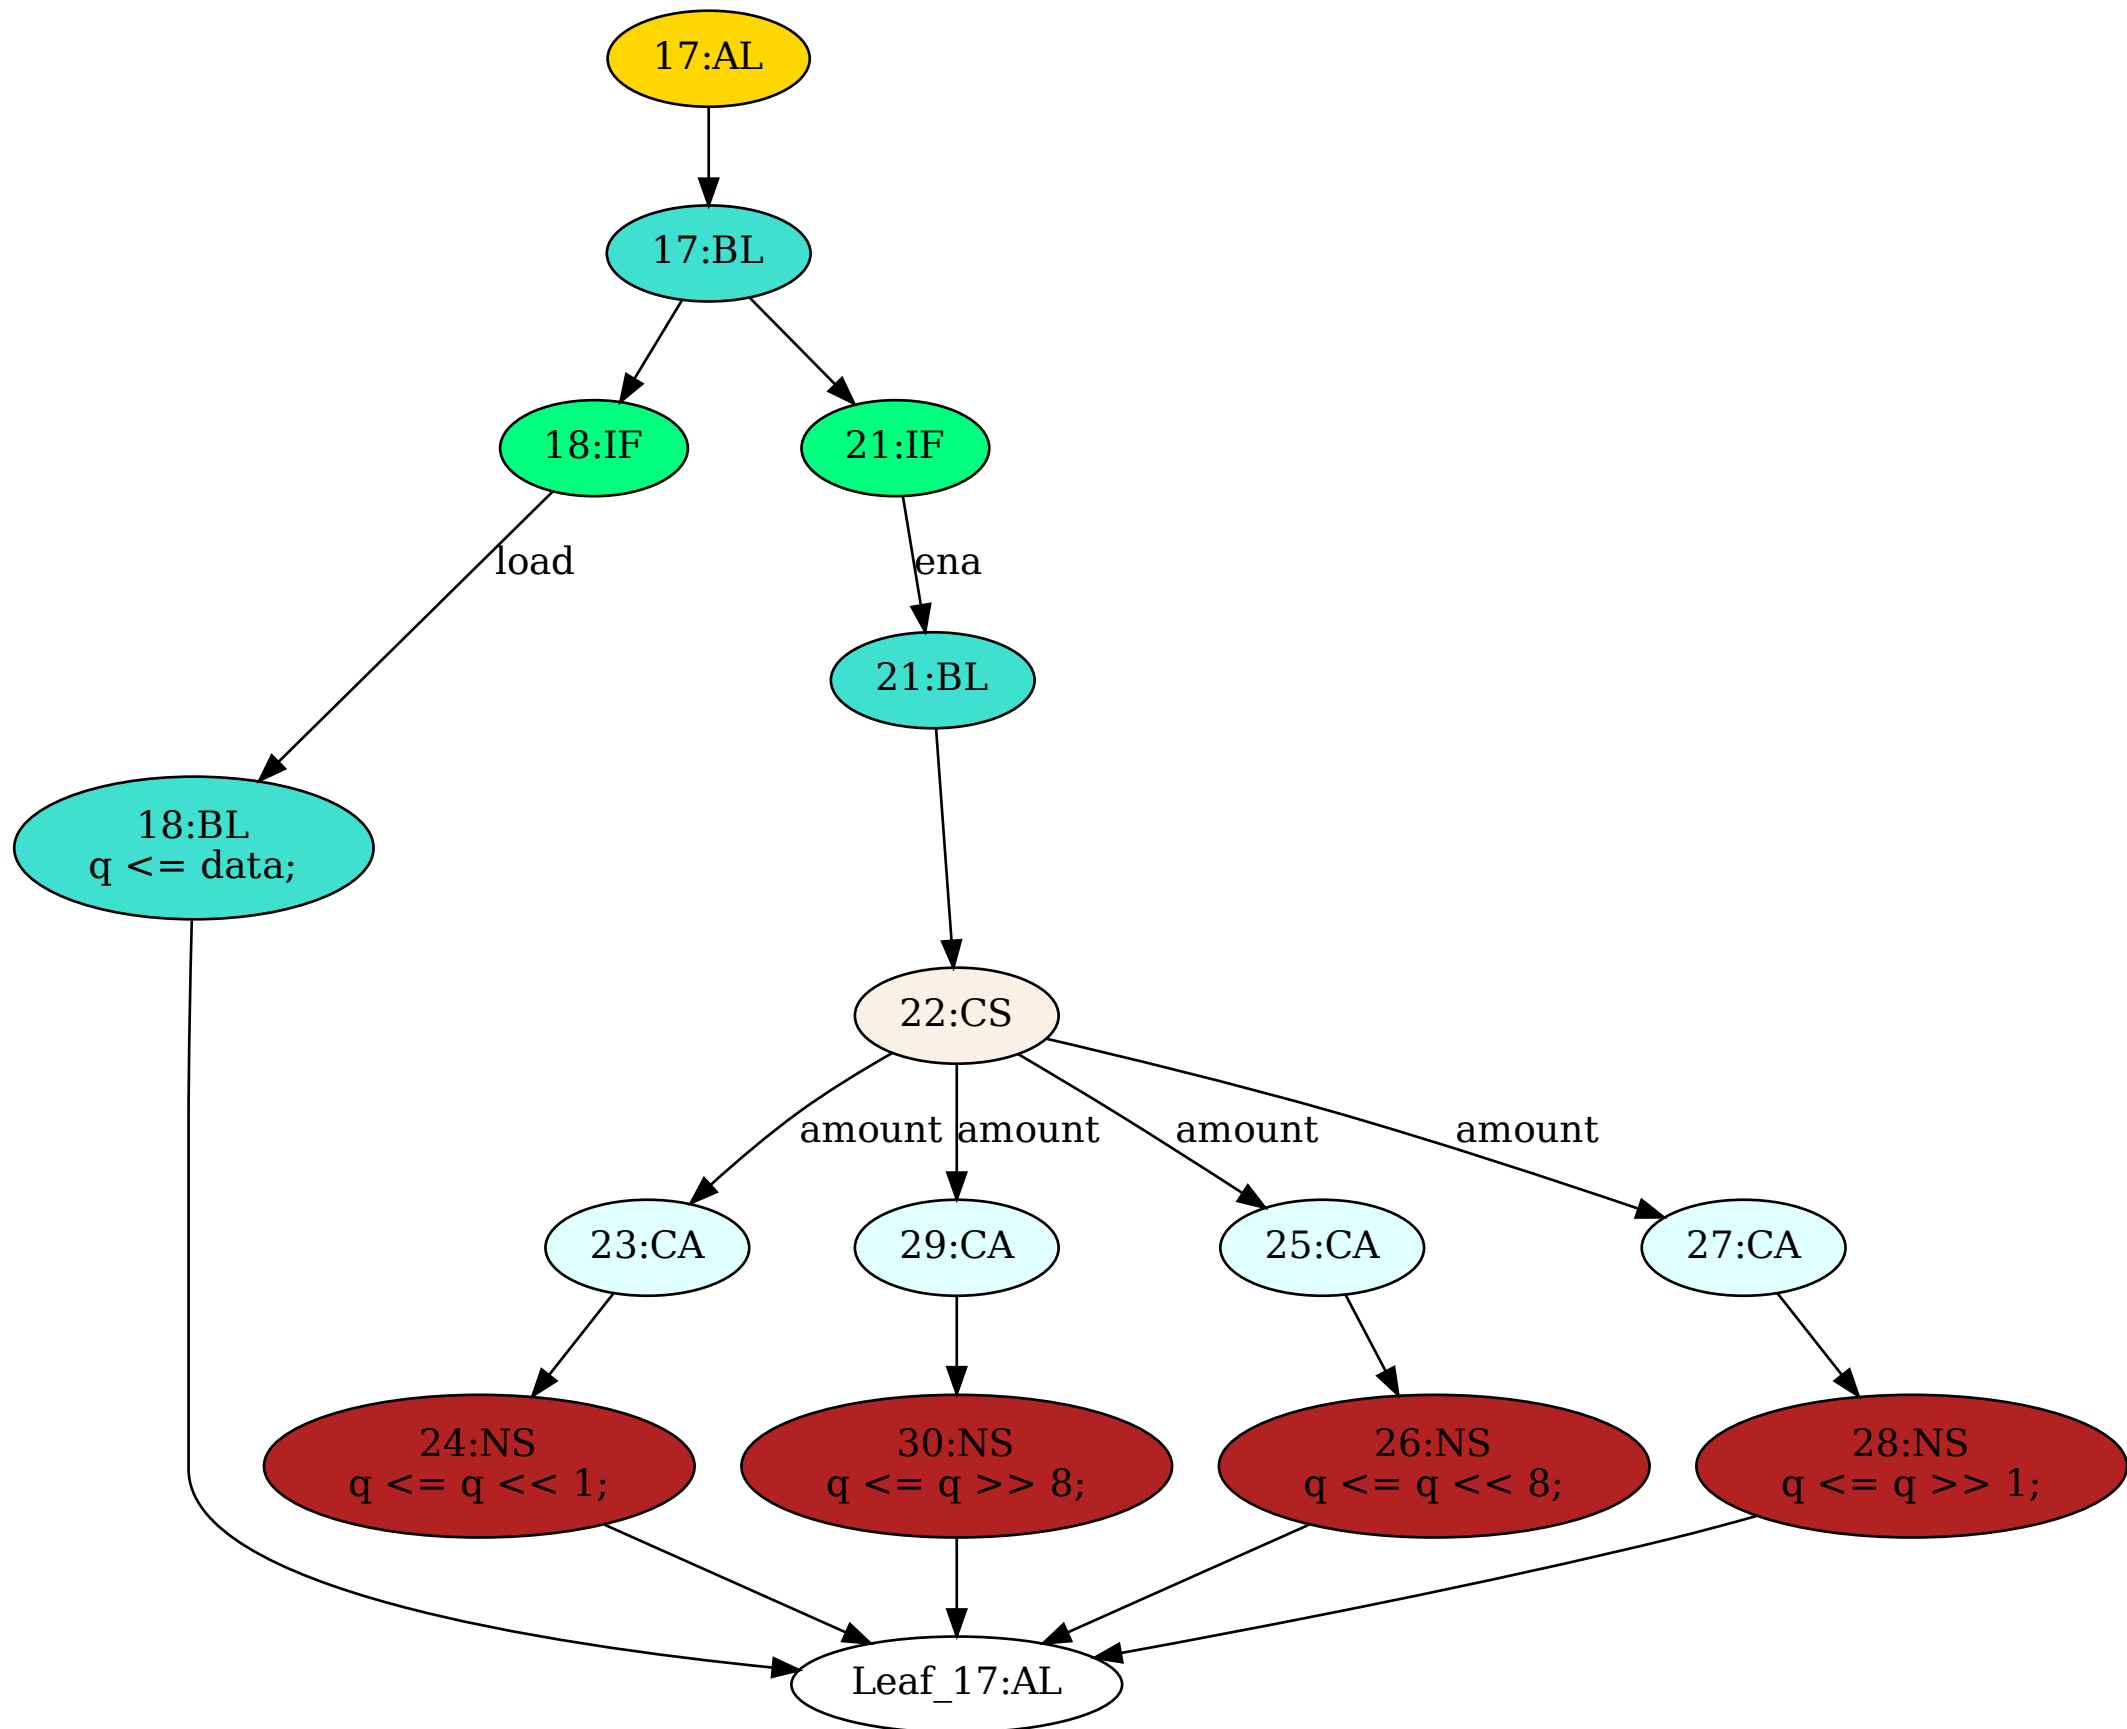 17:AL
17:BL
18:IF
21:IF
load
ena
21:BL
18:BL
q <= data;
22:CS
amount
amount
amount
amount
23:CA
29:CA
25:CA
27:CA
24:NS
q <= q << 1;
30:NS
q <= q >> 8;
26:NS
q <= q << 8;
28:NS
q <= q >> 1;
Leaf_17:AL